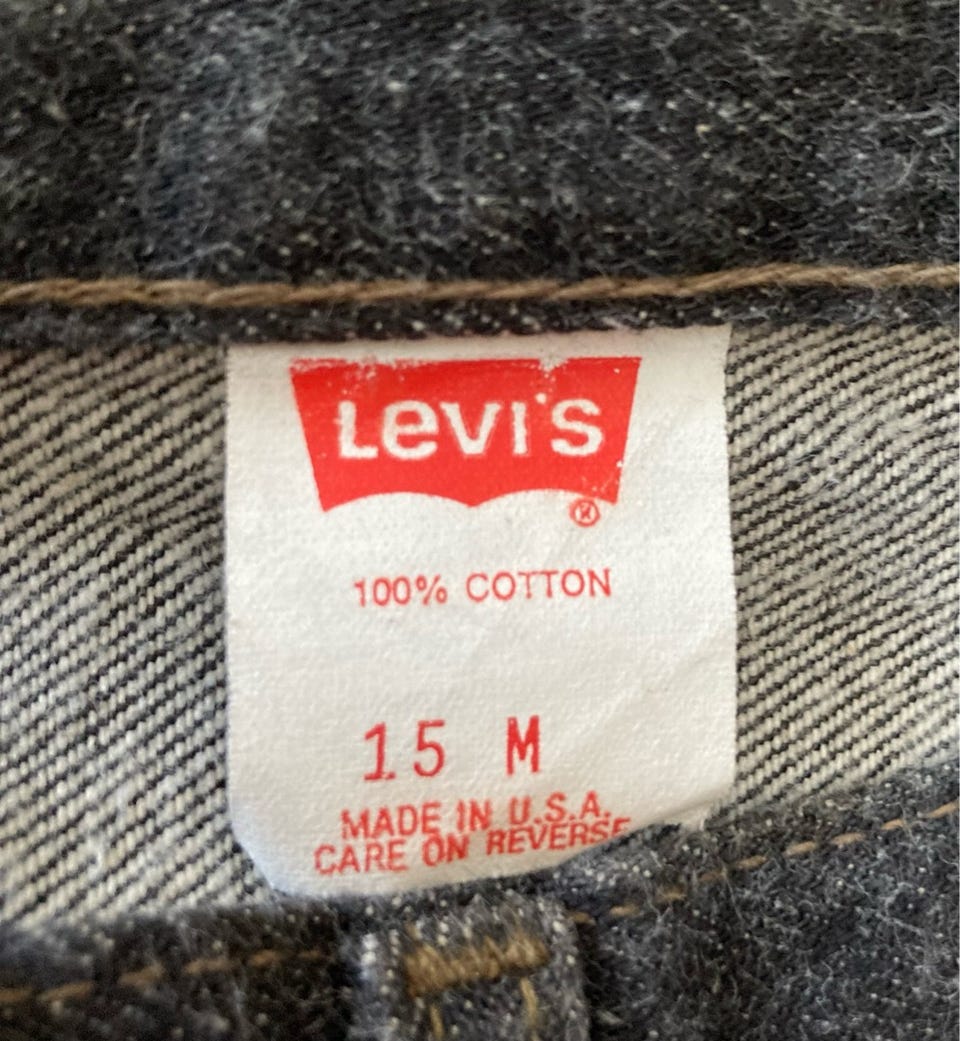 Levi's
®
100% COTTON
15 M
MADE IN U.S.A.
CARE ON REVERSE